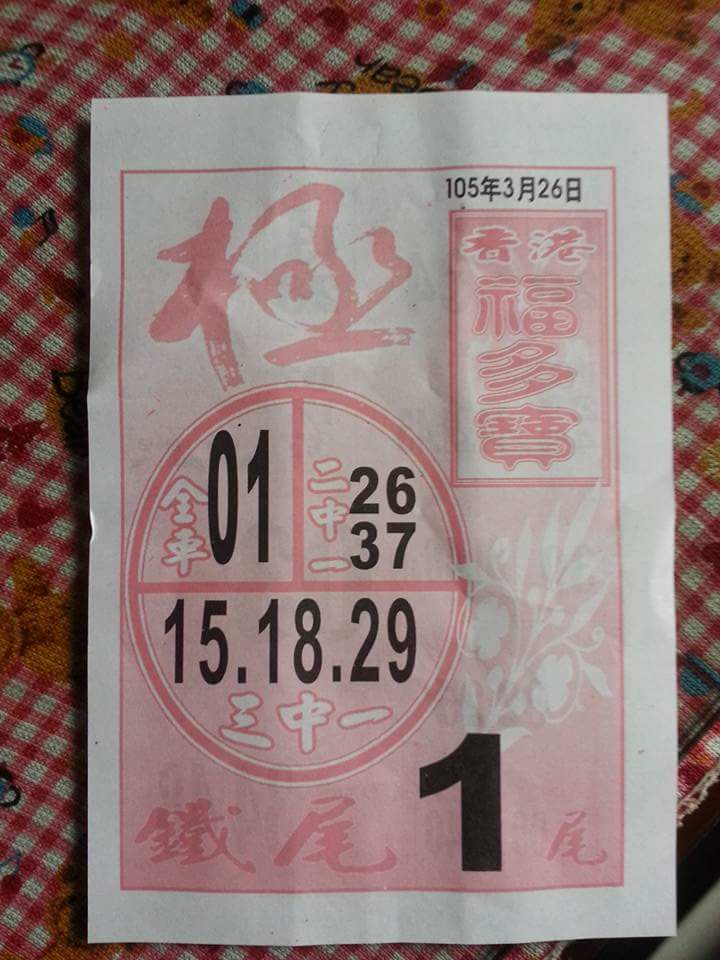 105年3月26日
極
香港
福多寶
全車
01
二中一
26
37
15.18.29
三中一
鐵尾 1 尾